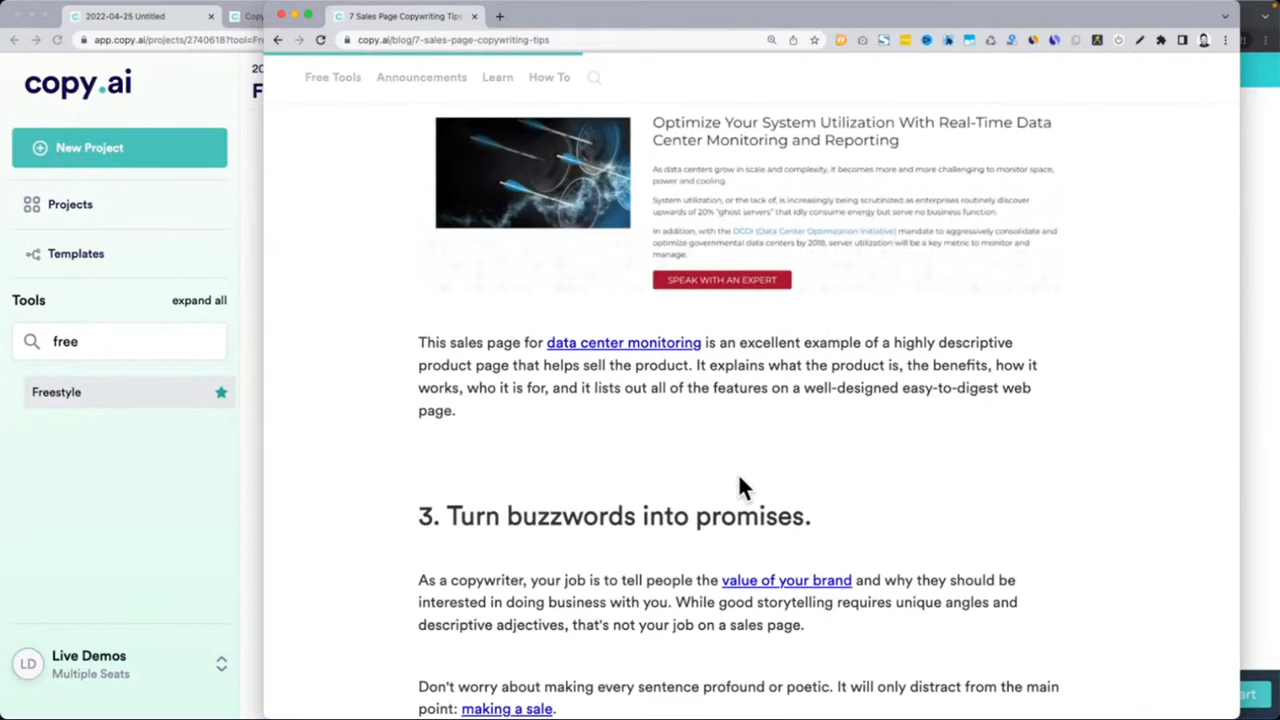 2022-04-25 Untitled
Copy
7 Sales Page Copywriting Tips
app.copy.ai/projects/2740618?tool=Fre
copy.ai/blog/7-sales-page-copywriting-tips
copy.ai
New Project
Projects
Templates
Tools
expand all
free
Freestyle
LD
Live Demos
Multiple Seats
20
F
Free Tools
Announcements
Learn
How To
Optimize Your System Utilization With Real-Time Data
Center Monitoring and Reporting
As data centers grow in scale and complexity, it becomes more and more challenging to monitor space,
power and cooling.
System utilization, or the lack of, is increasingly being scrutinized as enterprises routinely discover
upwards of 20% "ghost servers" that idly consume energy but serve no business function.
In addition, with the DCOI (Data Center Optimization Initiative) mandate to aggressively consolidate and
optimize governmental data centers by 2018, server utilization will be a key metric to monitor and
manage.
SPEAK WITH AN EXPERT
This sales page for data center monitoring is an excellent example of a highly descriptive
product page that helps sell the product. It explains what the product is, the benefits, how it
works, who it is for, and it lists out all of the features on a well-designed easy-to-digest web
page.
3. Turn buzzwords into promises.
As a copywriter, your job is to tell people the value of your brand and why they should be
interested in doing business with you. While good storytelling requires unique angles and
descriptive adjectives, that's not your job on a sales page.
Don't worry about making every sentence profound or poetic. It will only distract from the main
point: making a sale.
art